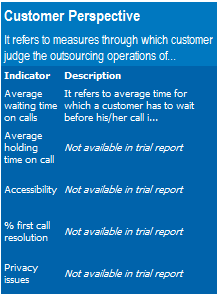 Customer Perspective
It refers to measures through which customer
judge the outsourcing operations of...
Indicator Description
Average It refers to average time for
waiting time which a customer has to wait
on calls before his/her call i...
Average
holding Not available in trial report
time on call
Accessibility Not available in trial report
% first call
resolution Not available in trial report
Privacy
issues Not available in trial report